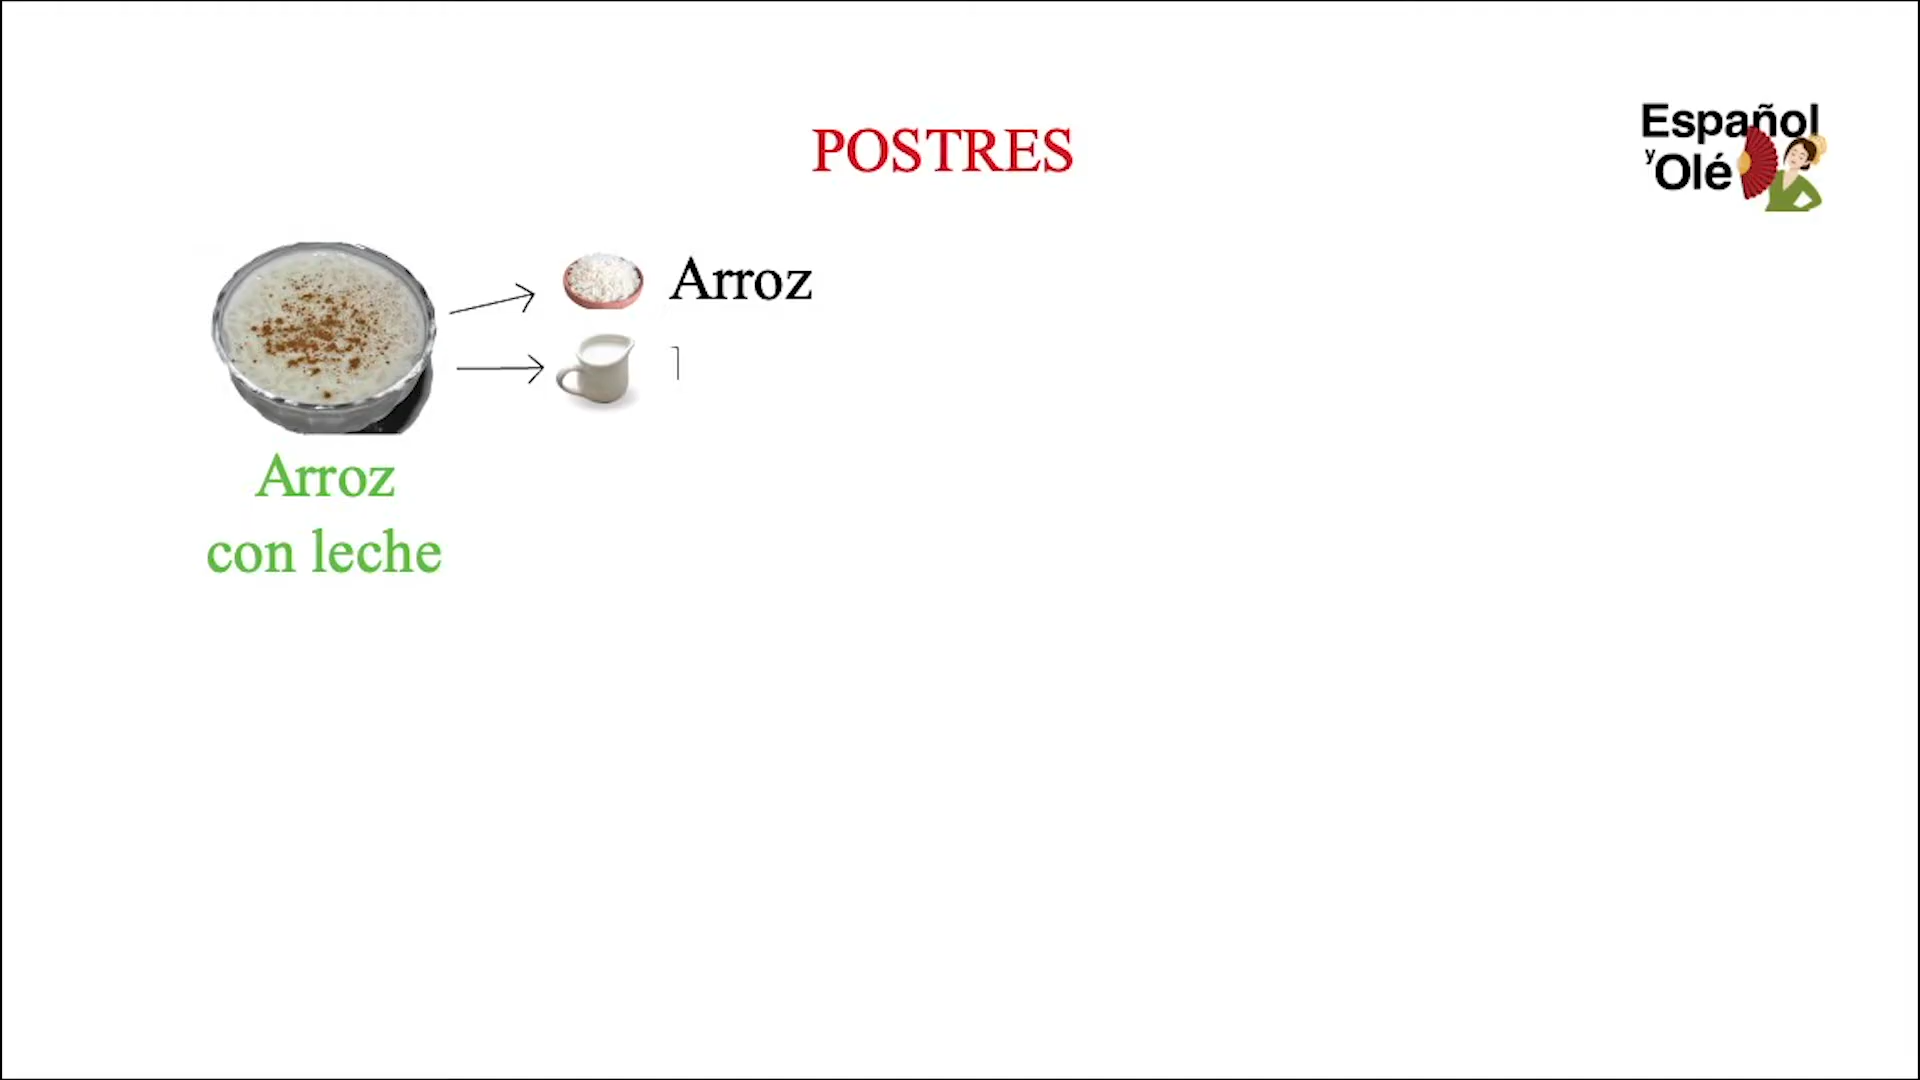 POSTRES
Español
y Olé
Arroz
Arroz
con leche